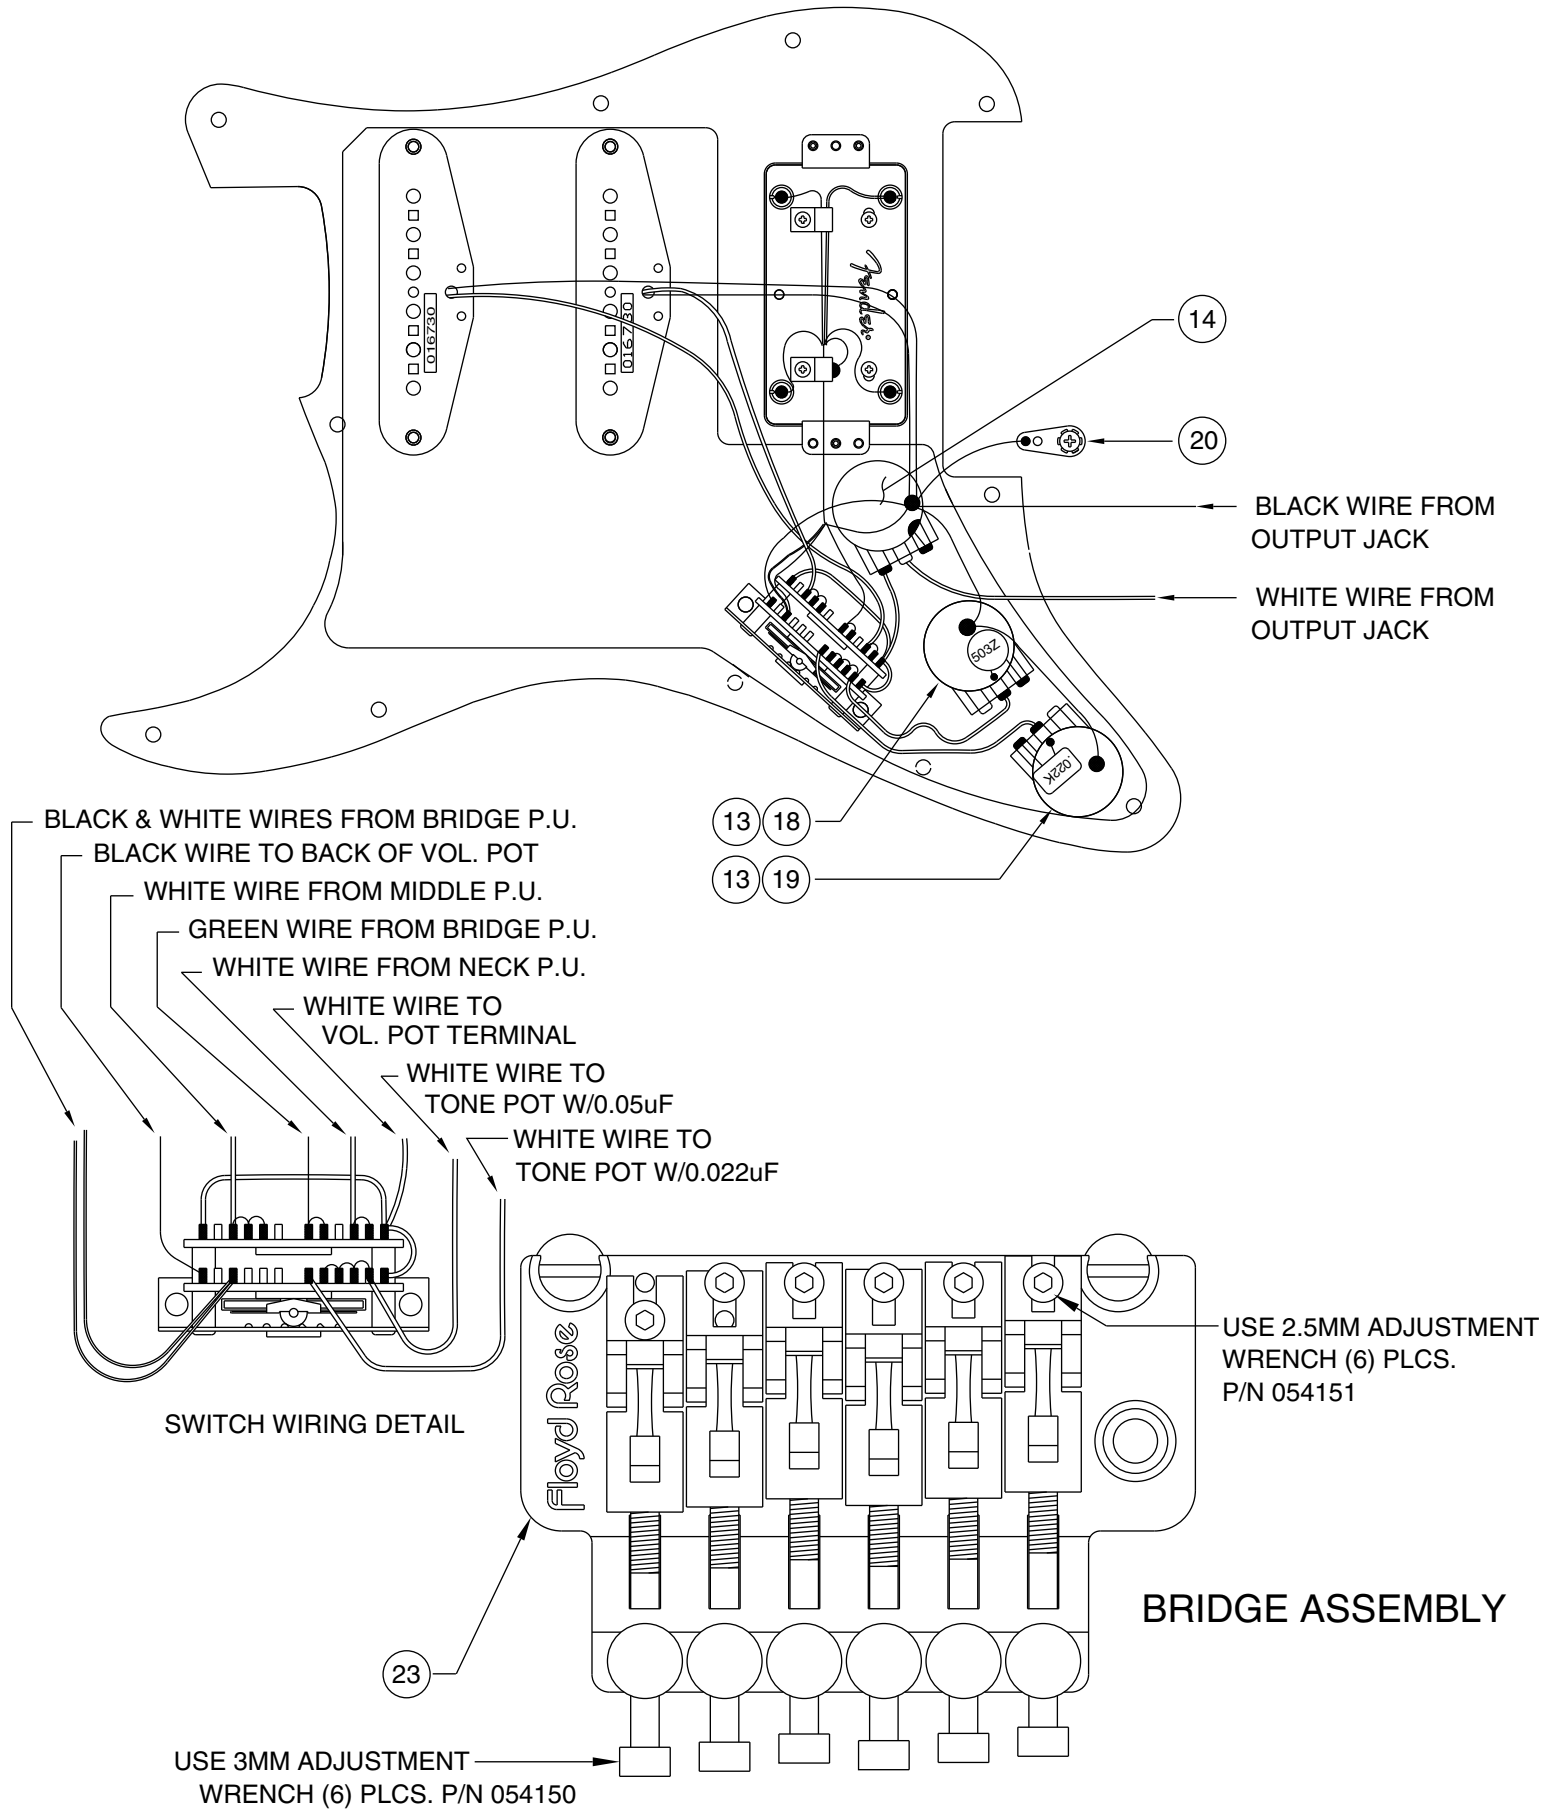 016730
016730
Fender.
14
20
BLACK WIRE FROM
OUTPUT JACK
WHITE WIRE FROM
OUTPUT JACK
503Z
.022K
13 18
13 19
BLACK & WHITE WIRES FROM BRIDGE P.U.
BLACK WIRE TO BACK OF VOL. POT
WHITE WIRE FROM MIDDLE P.U.
GREEN WIRE FROM BRIDGE P.U.
WHITE WIRE FROM NECK P.U.
WHITE WIRE TO
VOL. POT TERMINAL
WHITE WIRE TO
TONE POT W/0.05uF
WHITE WIRE TO
TONE POT W/0.022uF
SWITCH WIRING DETAIL
Floyd Rose
USE 2.5MM ADJUSTMENT
WRENCH (6) PLCS.
P/N 054151
BRIDGE ASSEMBLY
23
USE 3MM ADJUSTMENT
WRENCH (6) PLCS. P/N 054150